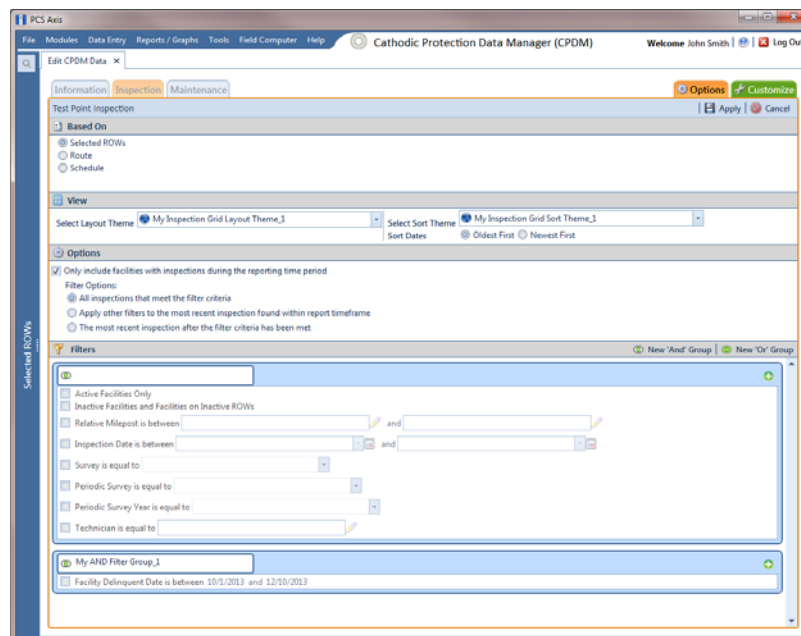 PCS Axis
File Modules Data Entry Reports / Graphs Tools Field Computer Help Cathodic Protection Data Manager (CPDM) Welcome John Smith Log Ou
Edit CPDM Data
Information Inspection Maintenance Options Customize
Test Point Inspection Apply Cancel
Based On
Selected ROWs
Route
Schedule
View
Select Layout Theme My Inspection Grid Layout Theme_1 Select Sort Theme My Inspection Grid Sort Theme_1
Sort Dates Oldest First Newest First
Options
Only include facilities with inspections during the reporting time period
Filter Options:
All inspections that meet the filter criteria
Apply other filters to the most recent inspection found within report timeframe
The most recent inspection after the filter criteria has been met
Selected ROWs
Filters New 'And' Group New 'Or' Group
Active Facilities Only
Inactive Facilities and Facilities on Inactive ROWs
Relative Milepost is between and
Inspection Date is between and
Survey is equal to
Periodic Survey is equal to
Periodic Survey Year is equal to
Technician is equal to
My AND Filter Group_1
Facility Delinquent Date is between 10/1/2013 and 12/10/2013